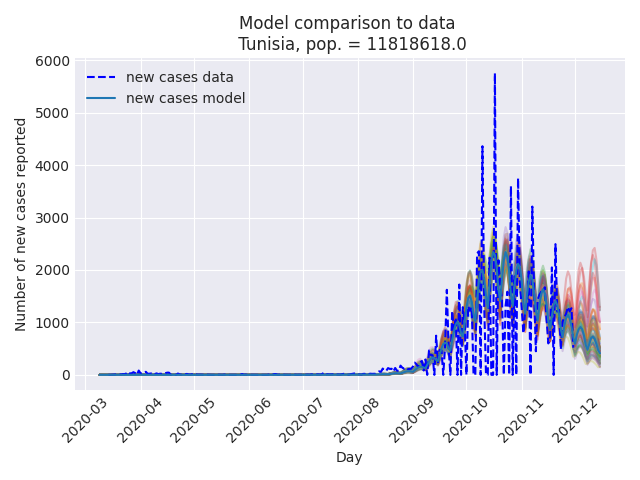 Model comparison to data
Tunisia, pop. = 11818618.0
new cases data
new cases model
Number of new cases reported
6000
5000
4000
3000
2000
1000
0
2020-03
2020-04
2020-05
2020-06
2020-07
2020-08
2020-09
2020-10
2020-11
2020-12
Day